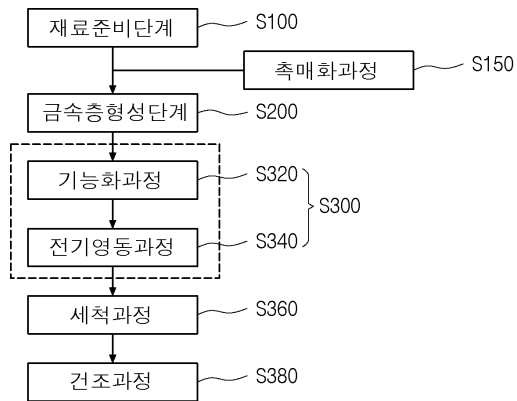 재료준비단계 S100
촉매화과정 S150
금속층형성단계 S200
기능화과정 S320
S300
전기영동과정 S340
세척과정 S360
건조과정 S380